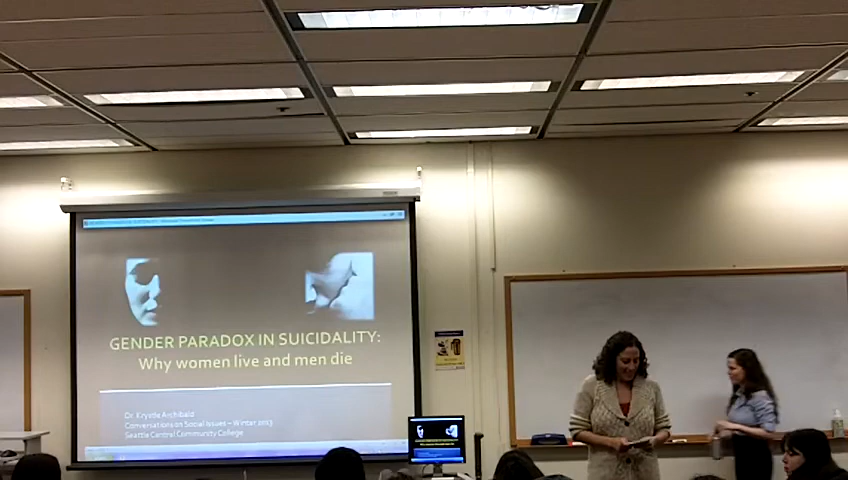 GENDER PARADOX IN SUICIDALITY:
Why women live and men die
Dr. Krysta Archibald
Conversations on Social Issues – Winter 2013
Seattle Central Community College